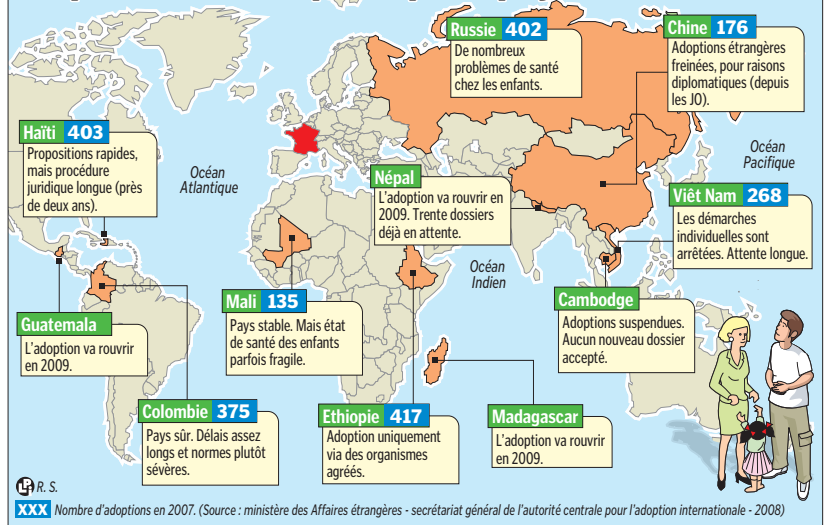 Russie 402
De nombreux
problèmes de santé
chez les enfants.
Chine 176
Adoptions étrangères
freinées, pour raisons
diplomatiques (depuis
les JO).
Haïti 403
Propositions rapides,
mais procédure
juridique longue (près
de deux ans).
Océan
Atlantique
Océan
Pacifique
Népal
L'adoption va rouvrir en
2009. Trente dossiers
déjà en attente.
Viêt Nam 268
Les démarches
individuelles sont
arrêtées. Attente longue.
Océan
Indien
Guatemala
L'adoption va rouvrir
en 2009.
Mali 135
Pays stable. Mais état
de santé des enfants
parfois fragile.
Cambodge
Adoptions suspendues.
Aucun nouveau dossier
accepté.
Colombie 375
Pays sûr. Délais assez
longs et normes plutôt
sévères.
Ethiopie 417
Adoption uniquement
via des organismes
agréés.
Madagascar
L'adoption va rouvrir
en 2009.
R. S.
XXX Nombre d'adoptions en 2007. (Source : ministère des Affaires étrangères - secrétariat général de l'autorité centrale pour l'adoption internationale - 2008)